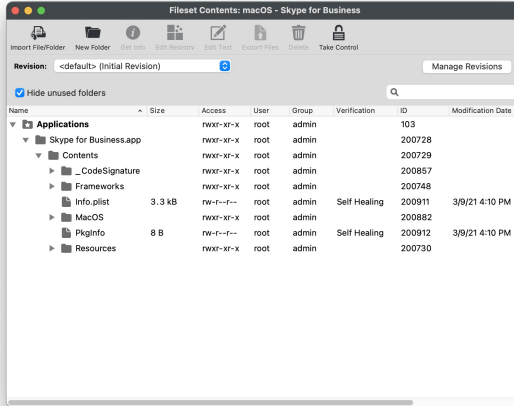 Fileset Contents: macOS - Skype for Business
Import File/Folder New Folder Get Info Edit Registry Edit Text Export Files Delete Take Control
Revision: <default> (Initial Revision) Manage Revisions
Hide unused folders
Name Size Access User Group Verification ID Modification Date
Applications rwxr-xr-x root admin 103
Skype for Business.app rwxr-xr-x root admin 200728
Contents rwxr-xr-x root admin 200729
_CodeSignature rwxr-xr-x root admin 200857
Frameworks rwxr-xr-x root admin 200748
Info.plist 3.3 kB rw-r--r-- root admin Self Healing 200911 3/9/21 4:10 PM
MacOS rwxr-xr-x root admin 200882
PkgInfo 8 B rw-r--r-- root admin Self Healing 200912 3/9/21 4:10 PM
Resources rwxr-xr-x root admin 200730